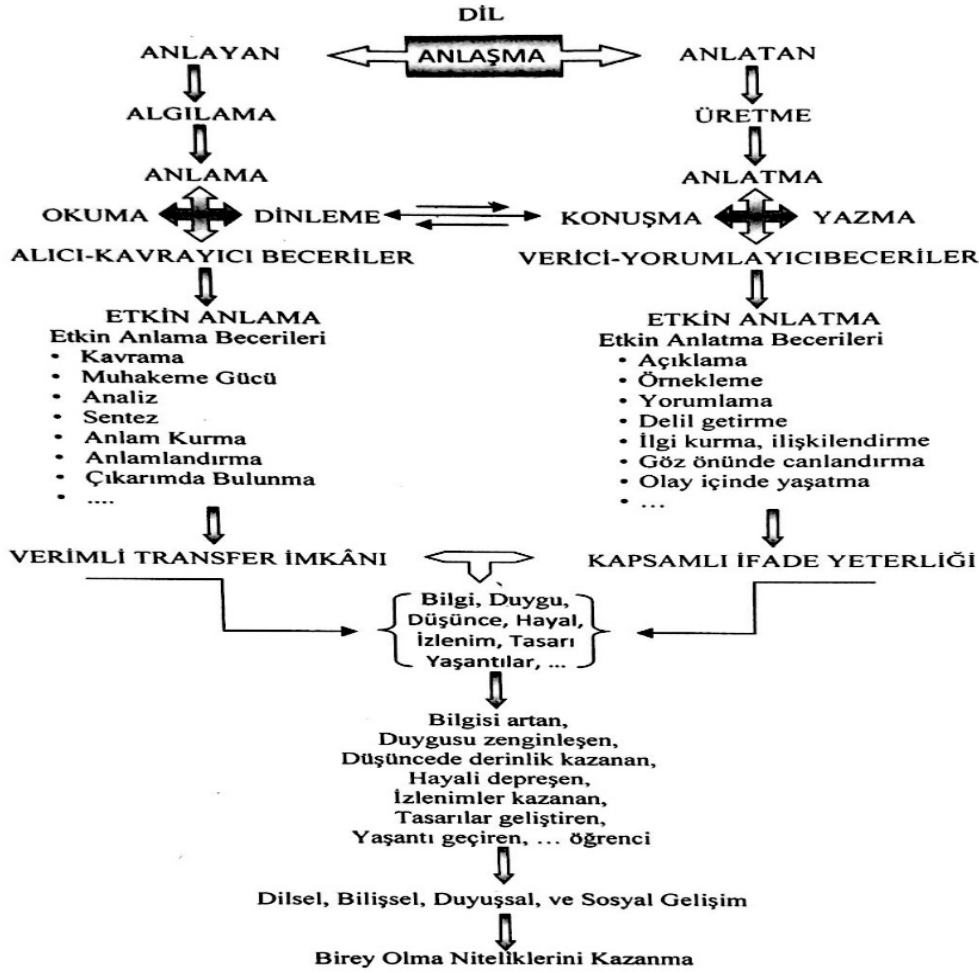 DİL
ANLAYAN
ANLAŞMA
ANLATAN
ALGILAMA
ÜRETME
ANLAMA
ANLATMA
OKUMA
DİNLEME
KONUŞMA
YAZMA
ALICI-KAVRAYICI BECERİLER
VERİCİ-YORUMLAYICIBECERİLER
ETKİN ANLAMA
Etkin Anlama Becerileri
• Kavrama
• Muhakeme Gücü
• Analiz
• Sentez
• Anlam Kurma
• Anlamlandırma
• Çıkarımda Bulunma
• ....
ETKİN ANLATMA
Etkin Anlatma Becerileri
• Açıklama
• Örnekleme
• Yorumlama
• Delil getirme
• İlgi kurma, ilişkilendirme
• Göz önünde canlandırma
• Olay içinde yaşatma
• ...
VERİMLİ TRANSFER İMKÂNI
KAPSAMLI İFADE YETERLİĞİ
Bilgi, Duygu,
Düşünce, Hayal,
İzlenim, Tasarı
Yaşantılar, ...
Bilgisi artan,
Duygusu zenginleşen,
Düşüncede derinlik kazanan,
Hayali depreşen,
İzlenimler kazanan,
Tasarılar geliştiren,
Yaşantı geçiren, ... öğrenci
Dilsel, Bilişsel, Duyuşsal, ve Sosyal Gelişim
Birey Olma Niteliklerini Kazanma